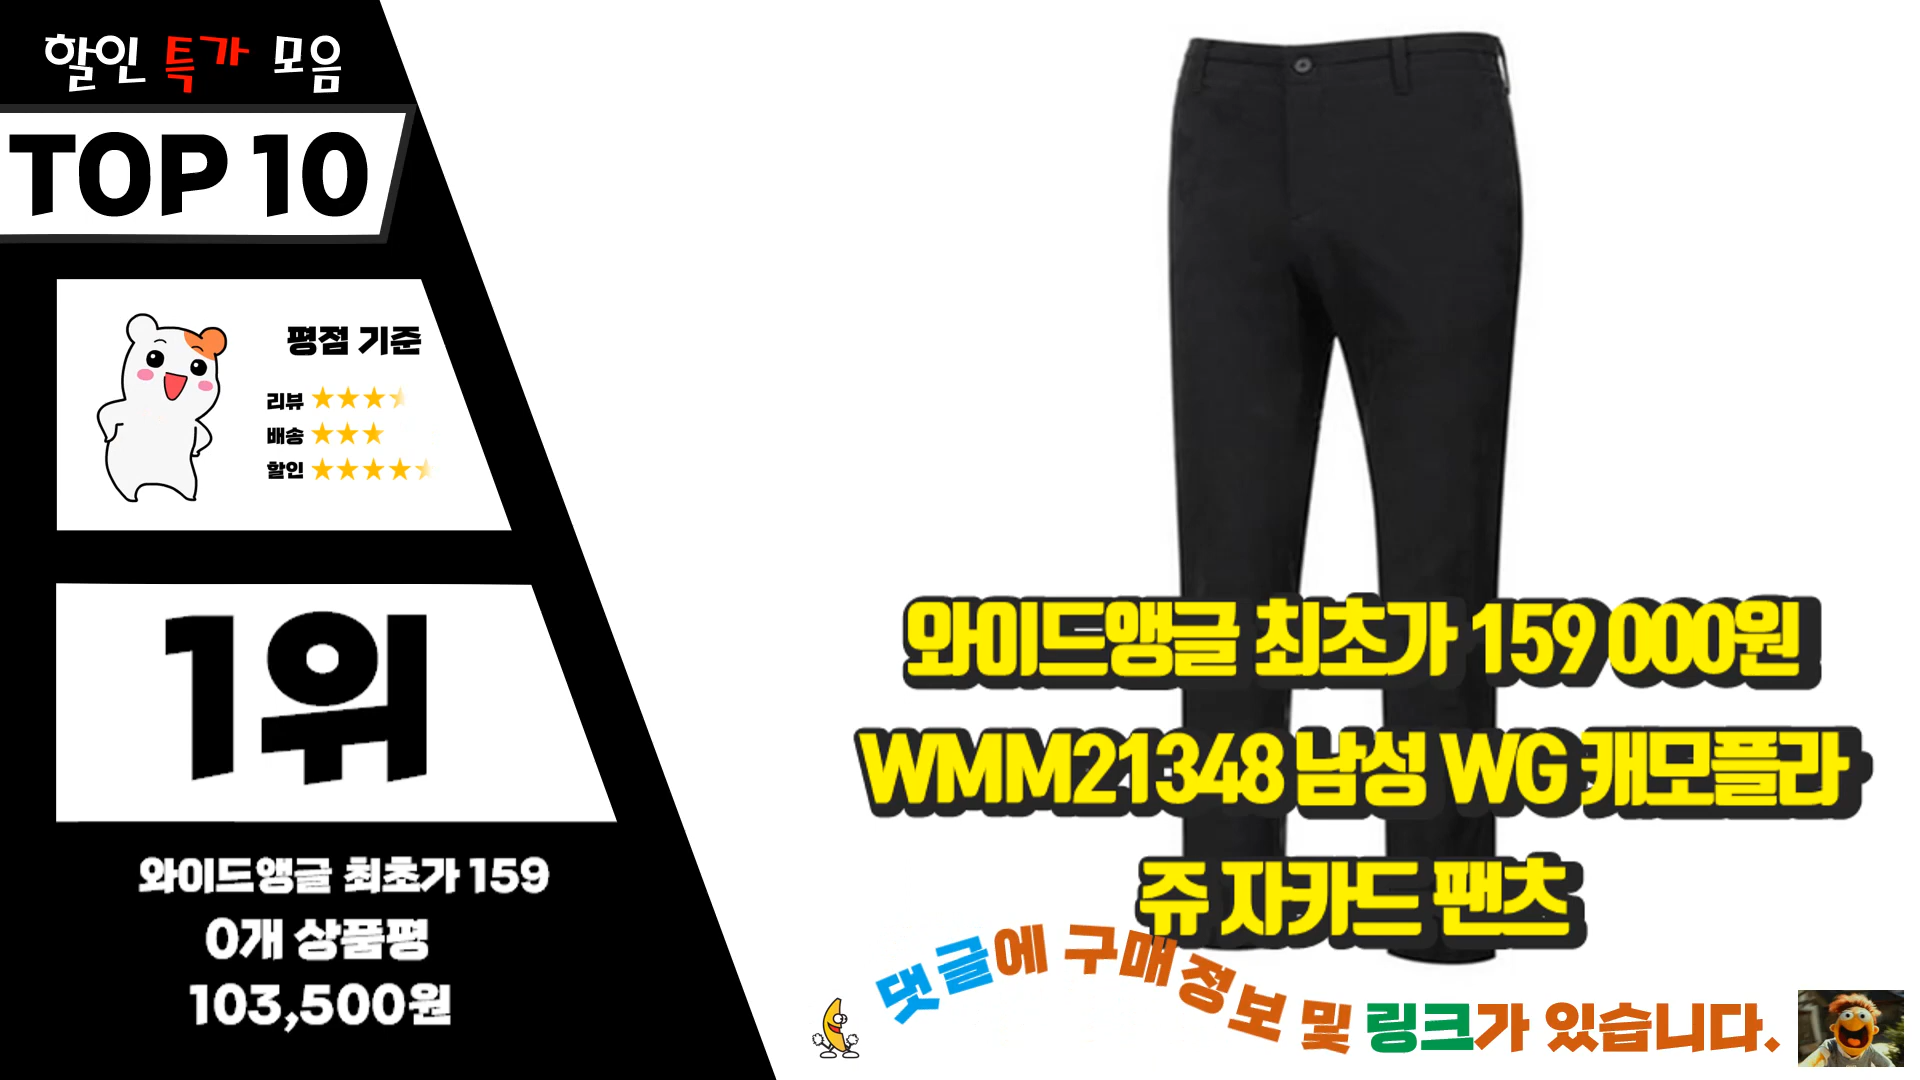 할인 특가 모음
TOP 10
평점 기준
리뷰
배송
할인
1위
와이드앵글 최초가 159
0개 상품평
103,500원
와이드앵글 최초가 159 000원
WMM21348 남성 WG 캐모플라
쥬 자카드 팬츠
댓글에 구매정보 및 링크가 있습니다.